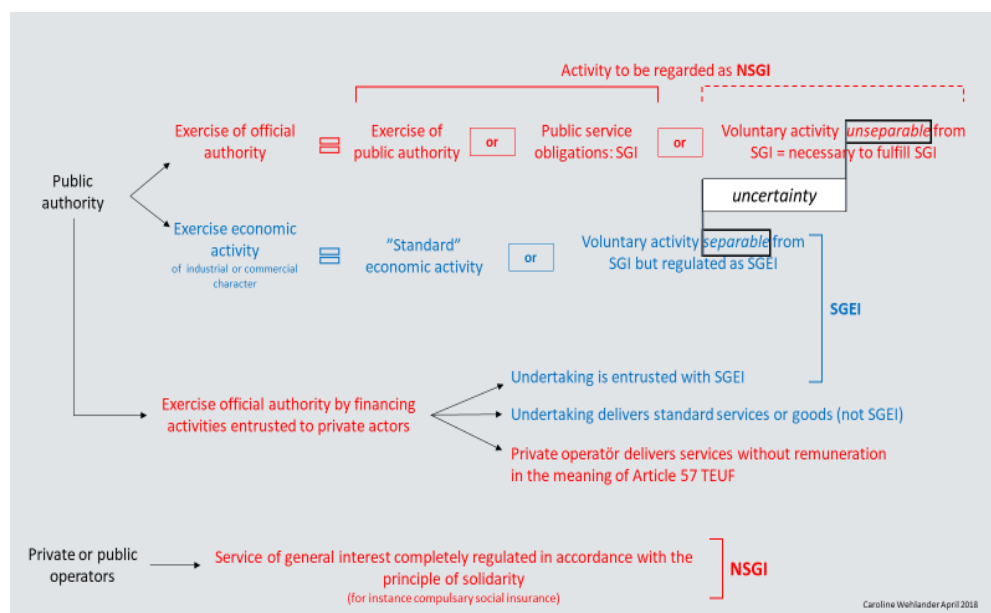 Activity to be regarded as NSGI
Exercise of official
authority
=
Exercise of
public authority
or
Public service
obligations: SGI
or
Voluntary activity unseparable from
SGI = necessary to fulfill SGI
Public
authority
uncertainty
Exercise economic
activity
of industrial or commercial
character
=
”Standard”
economic activity
or
Voluntary activity separable from
SGI but regulated as SGEI
SGEI
Undertaking is entrusted with SGEI
Exercise official authority by financing
activities entrusted to private actors
Undertaking delivers standard services or goods (not SGEI)
Private operatör delivers services without remuneration
in the meaning of Article 57 TEUF
Private or public
operators
Service of general interest completely regulated in accordance with the
principle of solidarity
(for instance compulsary social insurance)
NSGI
Caroline Wehlander April 2018